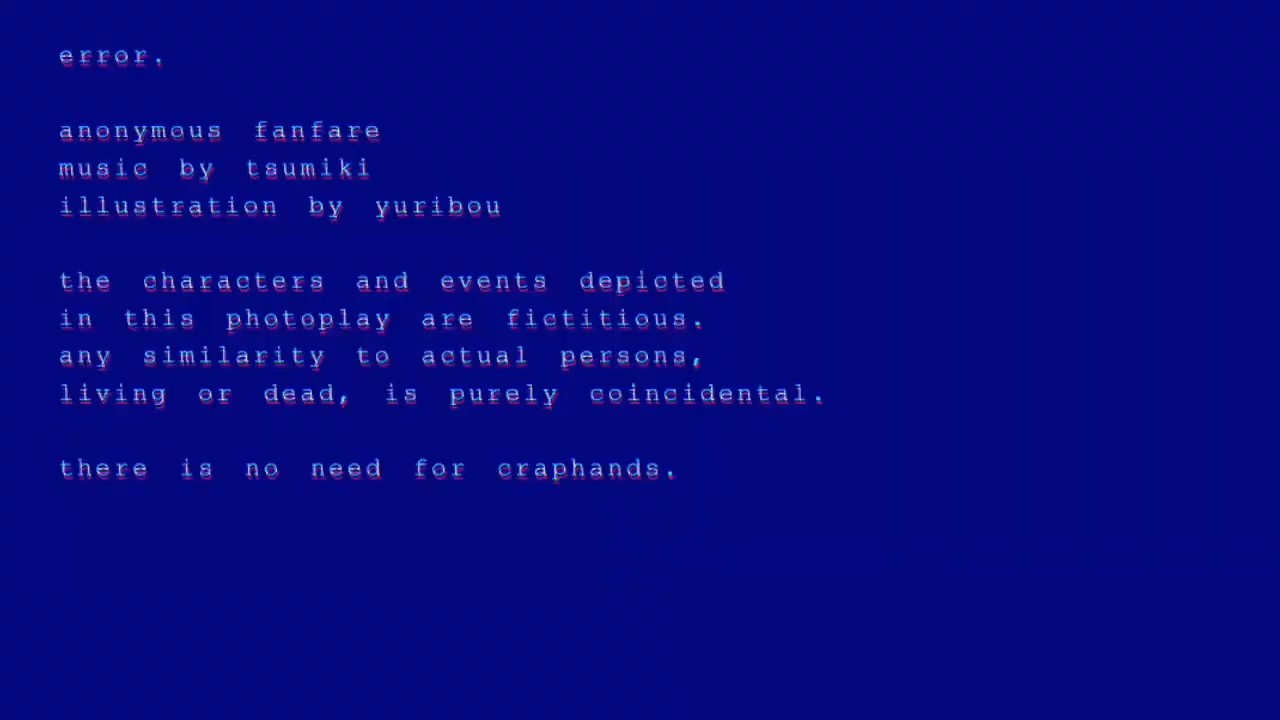 error.
anonymous fanfare
music by tsumiki
illustration by yuribou
the characters and events depicted
in this photoplay are fictitious.
any similarity to actual persons,
living or dead, is purely coincidental.
there is no need for craphands.